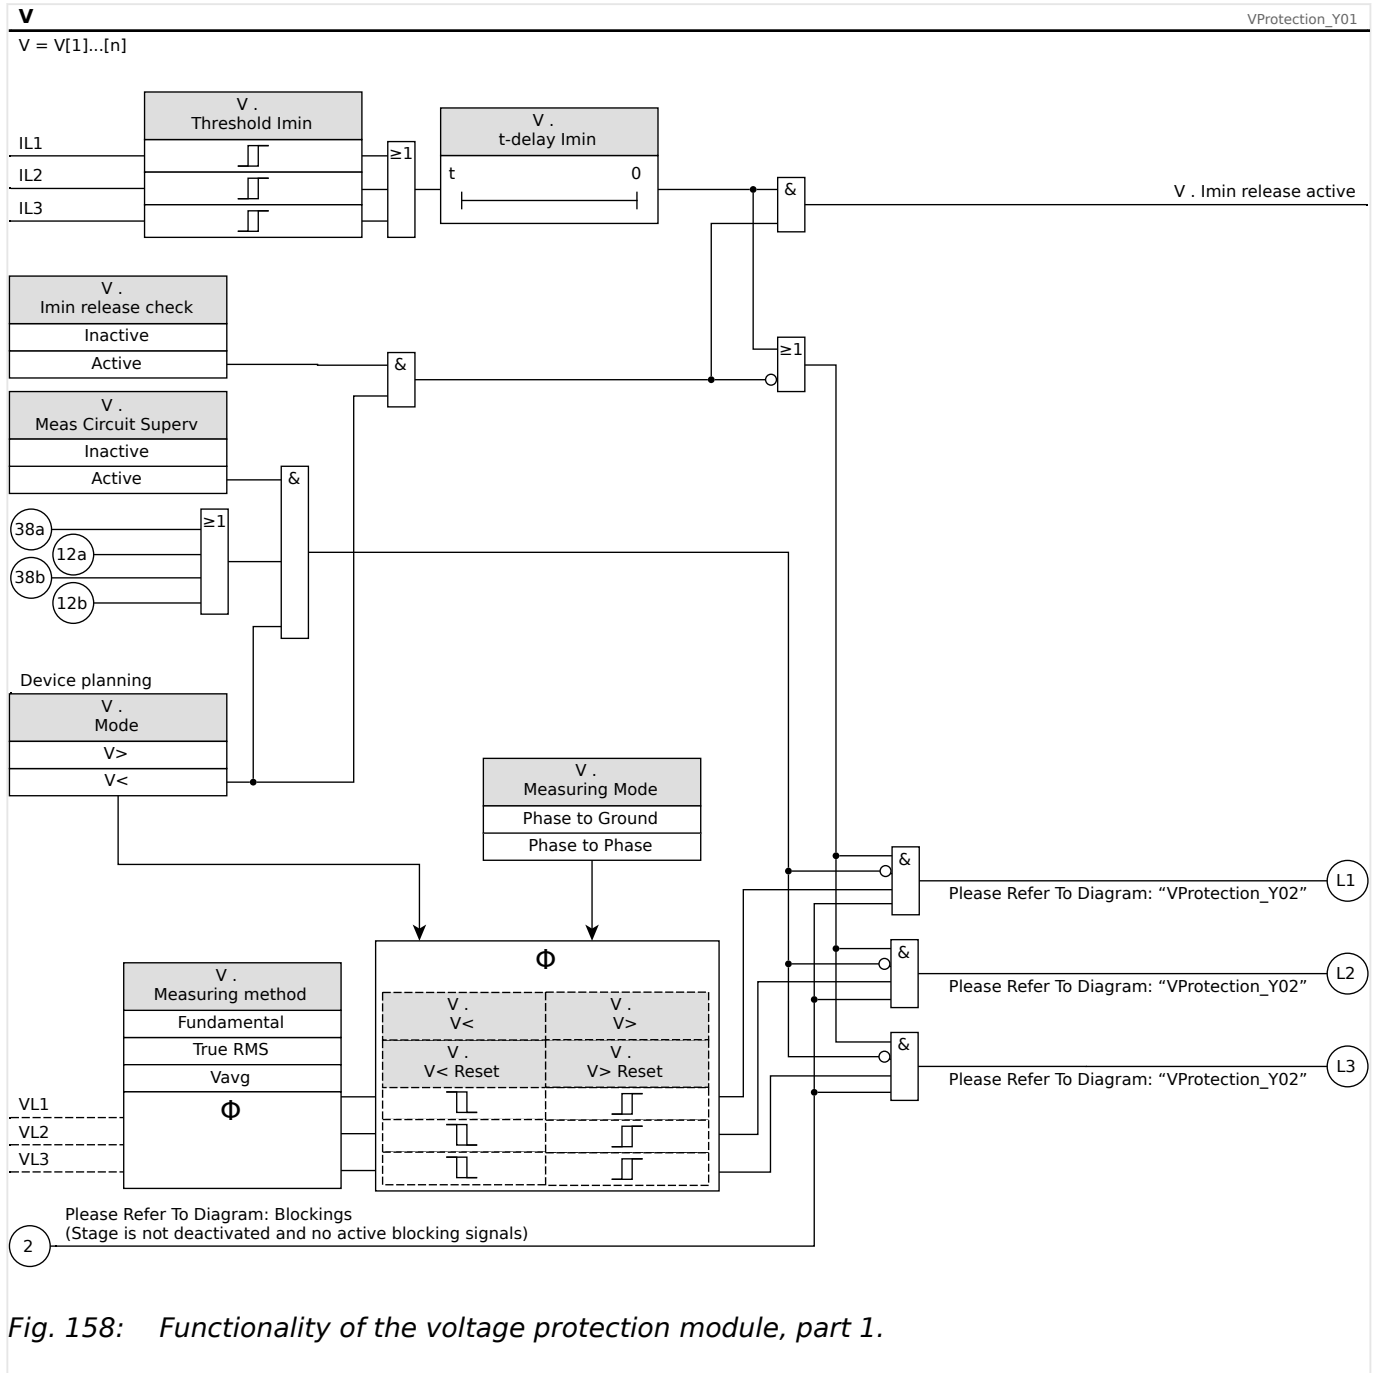 V
VProtection_Y01
V = V[1]...[n]
V .
Threshold Imin
IL1
IL2
IL3
≥1
V .
t-delay Imin
t
0
&
V . Imin release active
V .
Imin release check
Inactive
Active
&
≥1
V .
Meas Circuit Superv
Inactive
Active
&
38a
12a
38b
12b
≥1
Device planning
V .
Mode
V>
V<
V .
Measuring Mode
Phase to Ground
Phase to Phase
&
Please Refer To Diagram: “VProtection_Y02”
L1
&
Please Refer To Diagram: “VProtection_Y02”
L2
&
Please Refer To Diagram: “VProtection_Y02”
L3
V .
Measuring method
Fundamental
True RMS
Vavg
Φ
VL1
VL2
VL3
Φ
V .
V<
V .
V>
V .
V< Reset
V .
V> Reset
Please Refer To Diagram: Blockings
(Stage is not deactivated and no active blocking signals)
2
Fig. 158: Functionality of the voltage protection module, part 1.